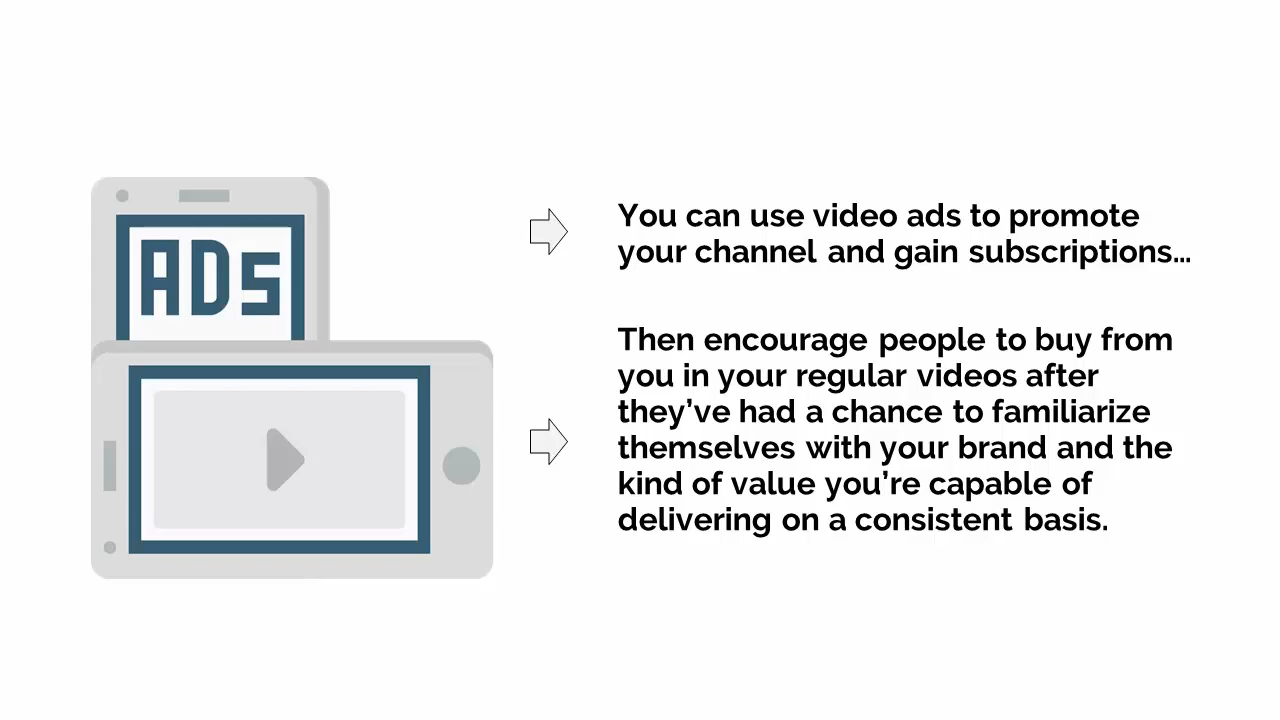 ADS
You can use video ads to promote
your channel and gain subscriptions...
Then encourage people to buy from
you in your regular videos after
they’ve had a chance to familiarize
themselves with your brand and the
kind of value you’re capable of
delivering on a consistent basis.